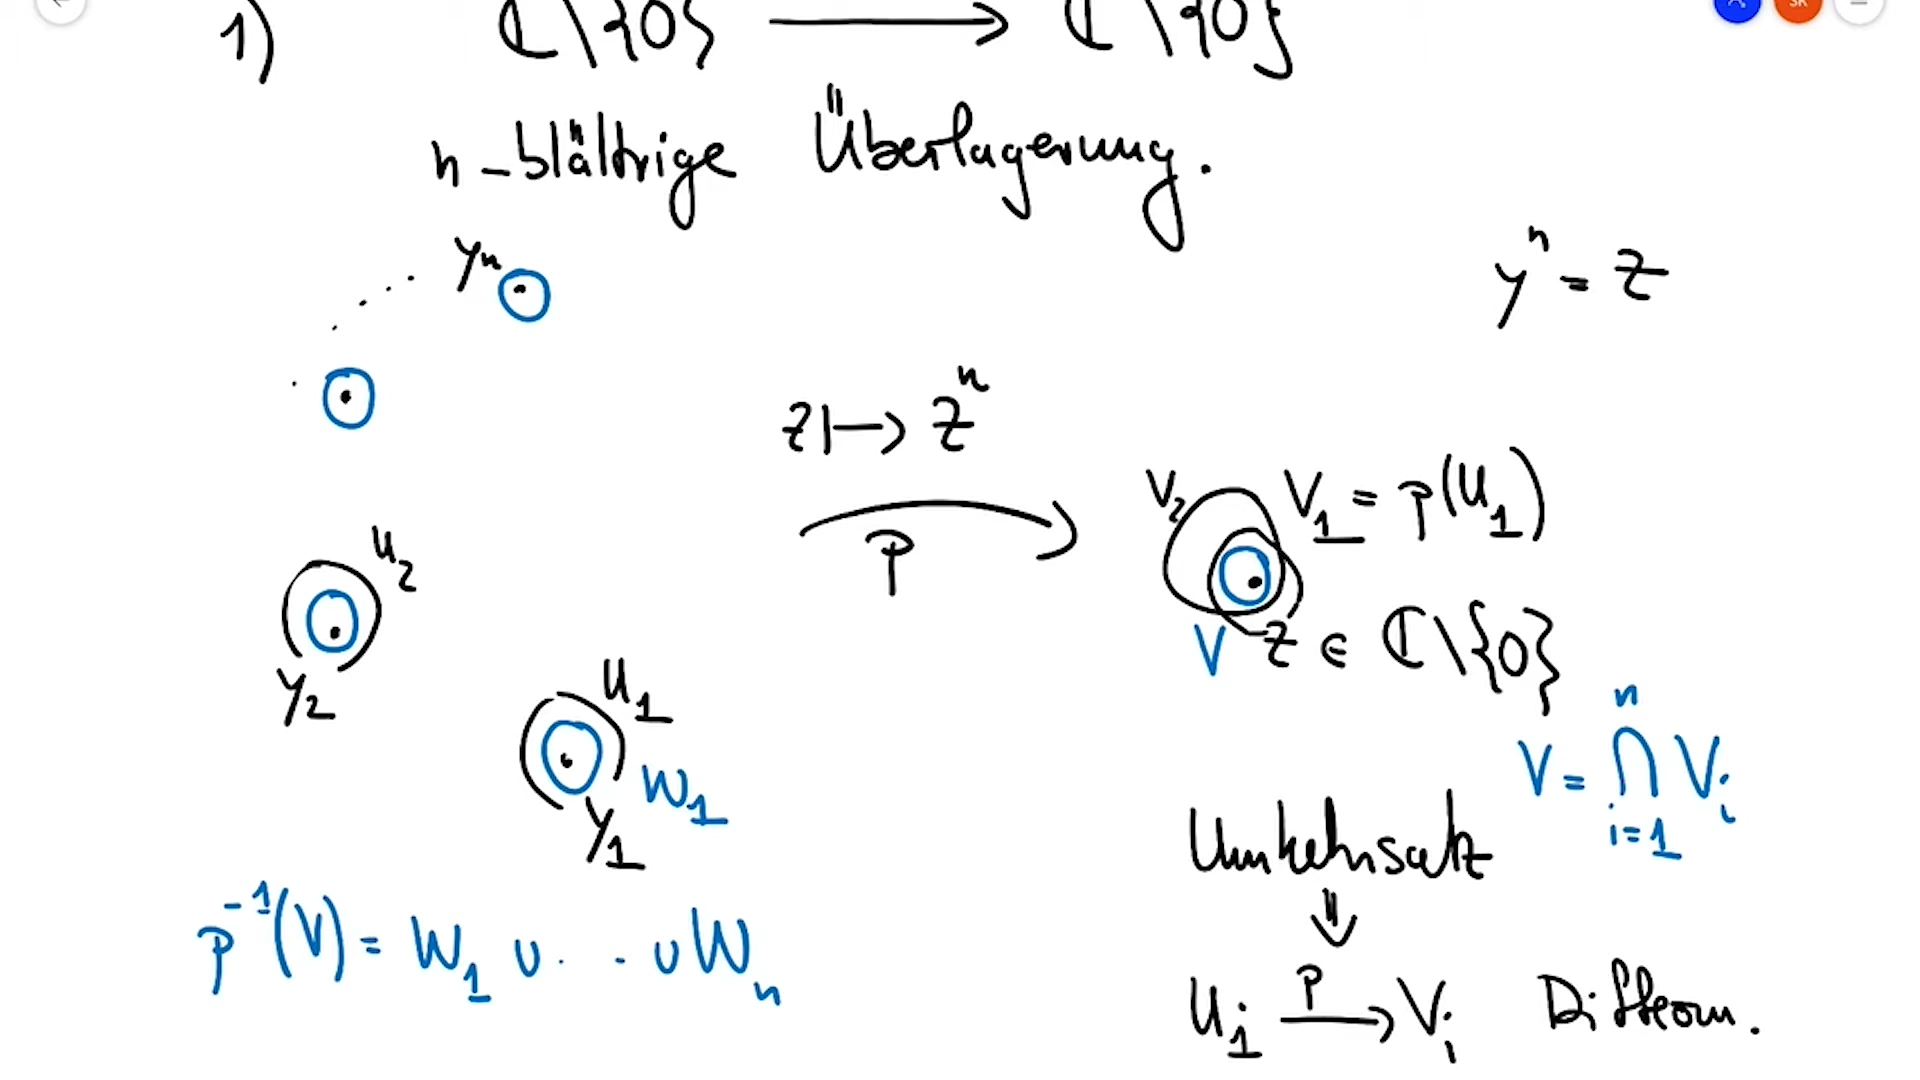 1) ℂ\{0} ⟶ ℂ\{0}
n-blättrige Überlagerung.
yₙ
yⁿ = z
z ↦ zⁿ
p
V₂ V₁ = p(U₁)
U₂
y₂
V z ∈ ℂ\{0}
U₁
W₁
y₁
V = ⋂ᵢ₌₁ⁿ Vᵢ
Umkehrsatz
⇓
p⁻¹(V) = W₁ ∪ . . ∪ Wₙ
Uᵢ ⟶ᵖ Vᵢ Diffeom.